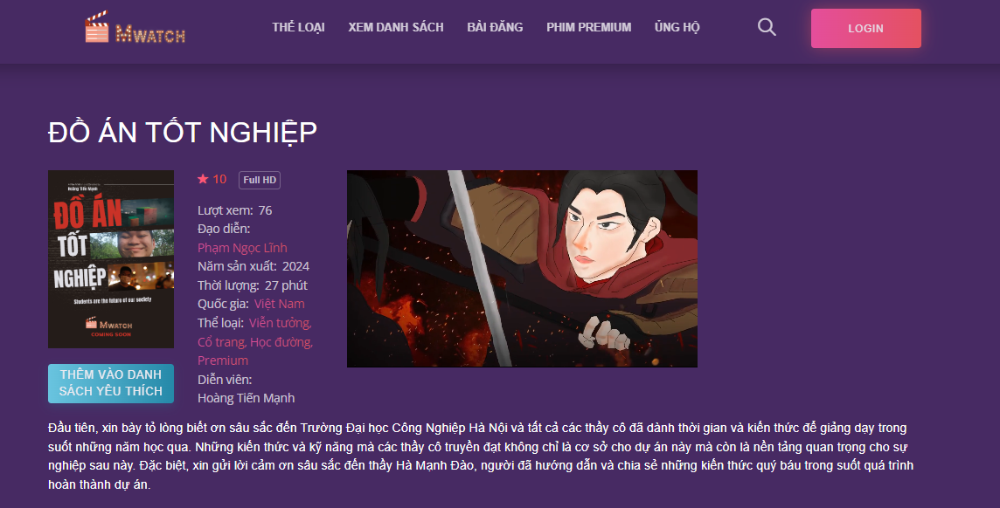 MWATCH
THỂ LOẠI XEM DANH SÁCH BÀI ĐĂNG PHIM PREMIUM ỦNG HỘ
LOGIN
ĐỒ ÁN TỐT NGHIỆP
Hoàng Tiến Mạnh
ĐỒ ÁN
TỐT
NGHIỆP
Students are the future of our society
MWATCH
COMING SOON
THÊM VÀO DANH
SÁCH YÊU THÍCH
10 Full HD
Lượt xem: 76
Đạo diễn:
Phạm Ngọc Lĩnh
Năm sản xuất: 2024
Thời lượng: 27 phút
Quốc gia: Việt Nam
Thể loại: Viễn tưởng,
Cổ trang, Học đường,
Premium
Diễn viên:
Hoàng Tiến Mạnh
Đầu tiên, xin bày tỏ lòng biết ơn sâu sắc đến Trường Đại học Công Nghiệp Hà Nội và tất cả các thầy cô đã dành thời gian và kiến thức để giảng dạy trong
suốt những năm học qua. Những kiến thức và kỹ năng mà các thầy cô truyền đạt không chỉ là cơ sở cho dự án này mà còn là nền tảng quan trọng cho sự
nghiệp sau này. Đặc biệt, xin gửi lời cảm ơn sâu sắc đến thầy Hà Mạnh Đào, người đã hướng dẫn và chia sẻ những kiến thức quý báu trong suốt quá trình
hoàn thành dự án.